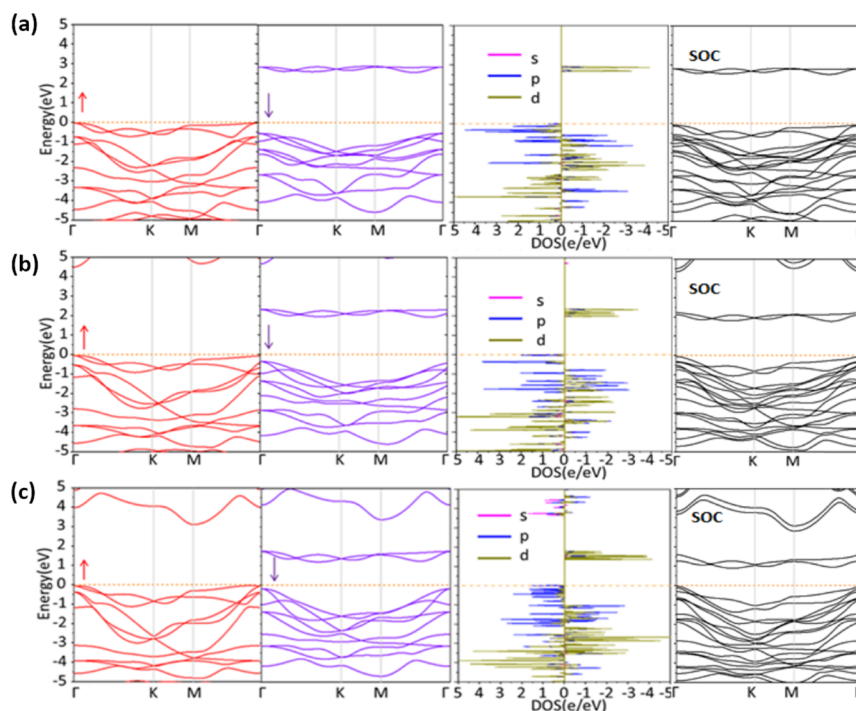 (a)
Energy(eV)
5
4
3
2
1
0
-1
-2
-3
-4
-5
↑
↓
s
p
d
SOC
Γ K M Γ
Γ K M Γ
5 4 3 2 1 0 -1 -2 -3 -4 -5
DOS(e/eV)
Γ K M Γ
(b)
Energy(eV)
5
4
3
2
1
0
-1
-2
-3
-4
-5
↑
↓
s
p
d
SOC
Γ K M Γ
Γ K M Γ
5 4 3 2 1 0 -1 -2 -3 -4 -5
DOS(e/eV)
Γ K M Γ
(c)
Energy(eV)
5
4
3
2
1
0
-1
-2
-3
-4
-5
↑
↓
s
p
d
SOC
Γ K M Γ
Γ K M Γ
5 4 3 2 1 0 -1 -2 -3 -4 -5
DOS(e/eV)
Γ K M Γ